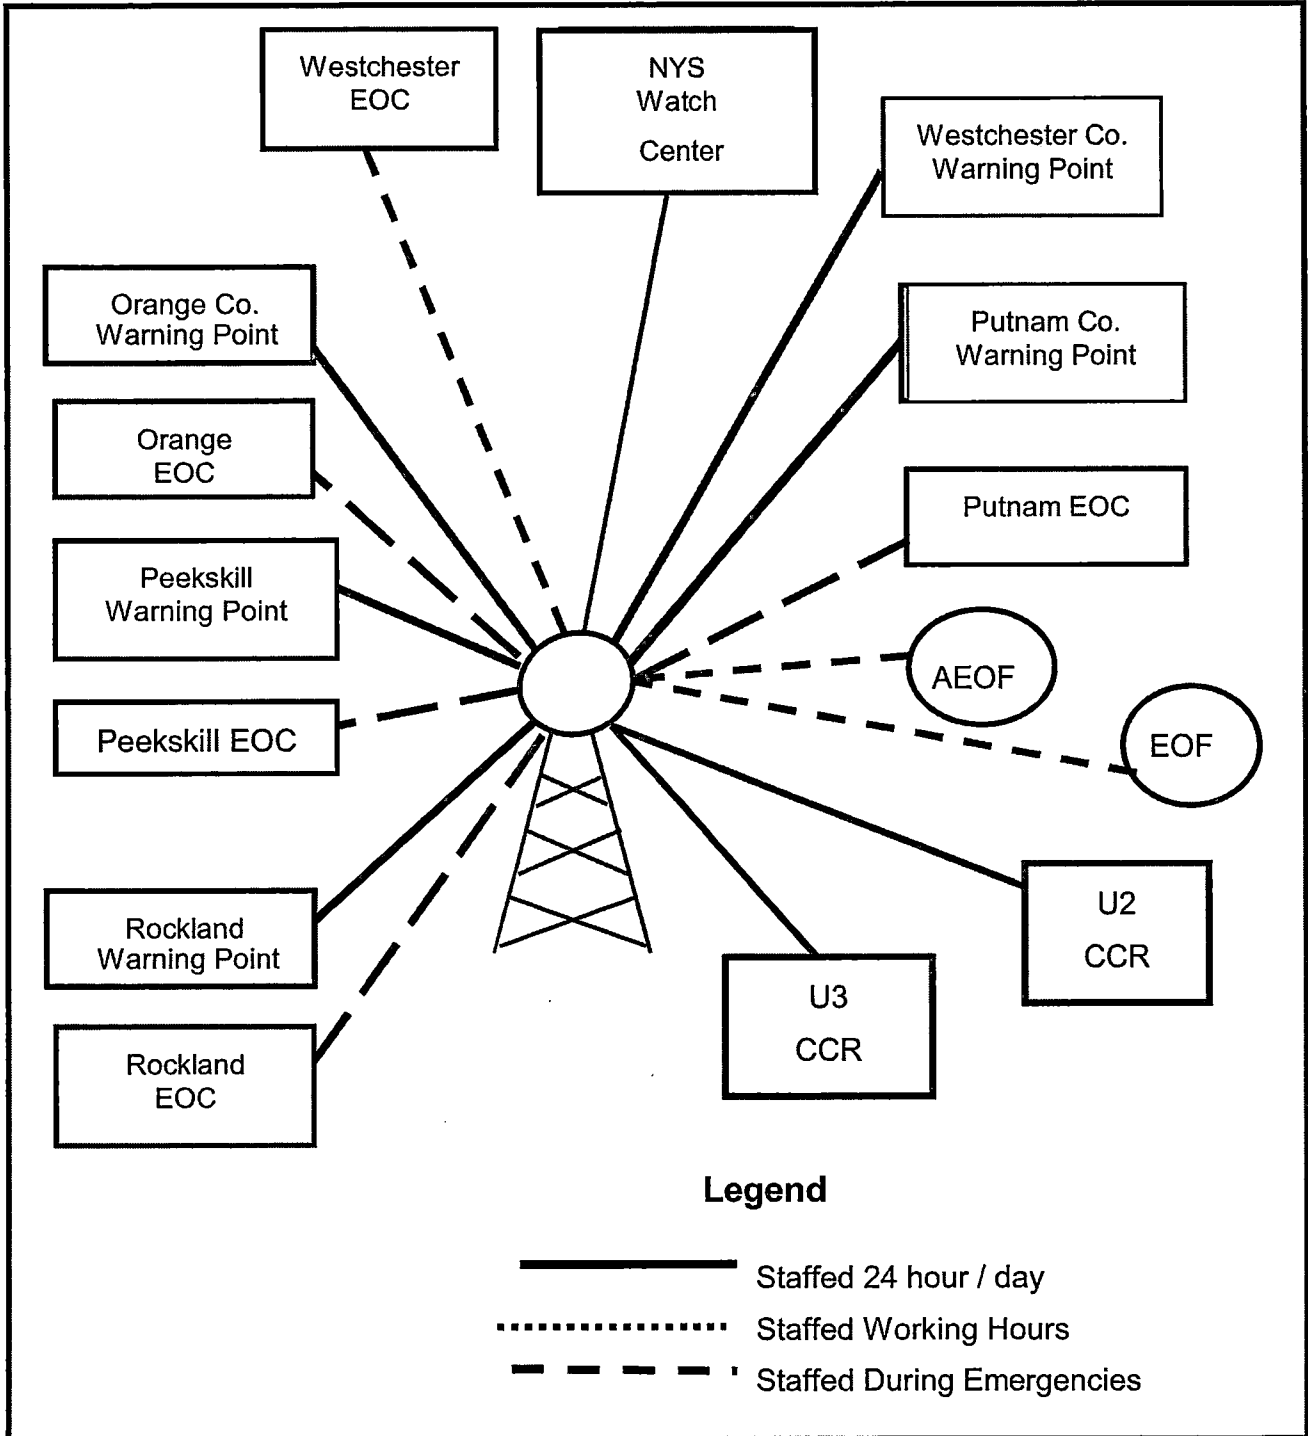 Westchester
EOC
NYS
Watch
Center
Westchester Co.
Warning Point
Orange Co.
Warning Point
Putnam Co.
Warning Point
Orange
EOC
Putnam EOC
Peekskill
Warning Point
AEOF
Peekskill EOC
EOF
U2
CCR
Rockland
Warning Point
U3
CCR
Rockland
EOC
Legend
Staffed 24 hour / day
Staffed Working Hours
Staffed During Emergencies